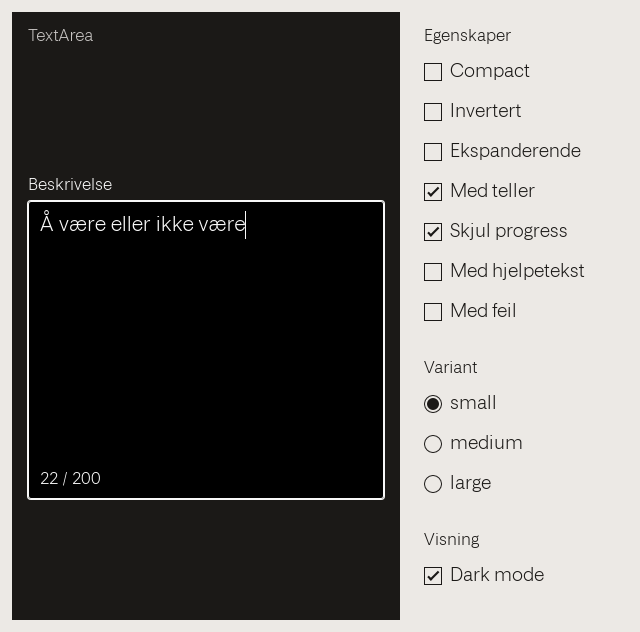 TextArea
Beskrivelse
Å være eller ikke være
22 / 200
Egenskaper
Compact
Invertert
Ekspanderende
Med teller
Skjul progress
Med hjelpetekst
Med feil
Variant
small
medium
large
Visning
Dark mode